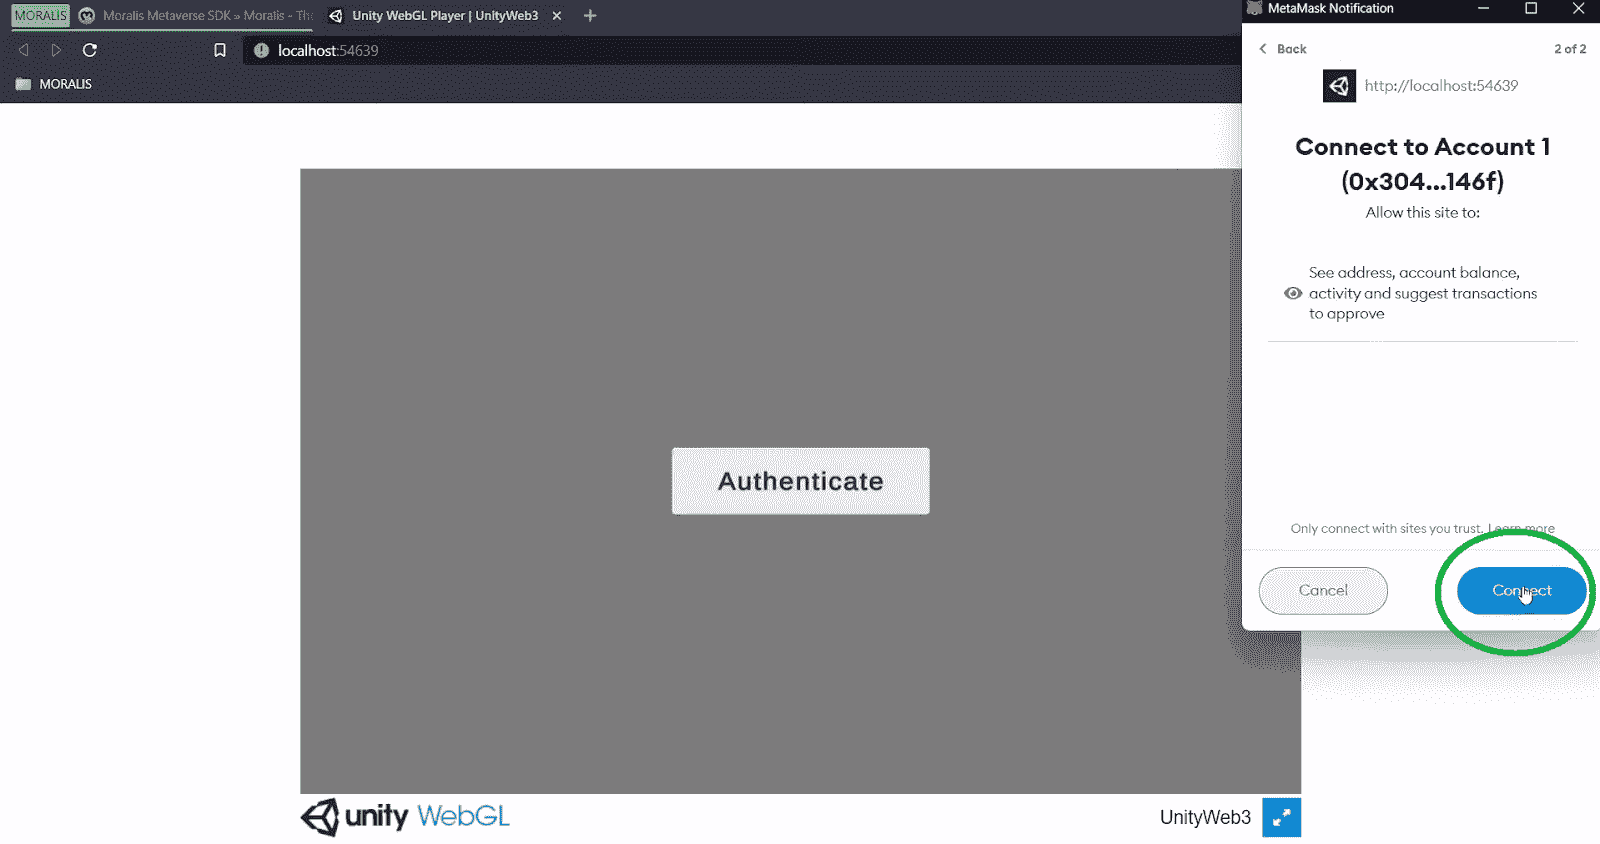 MORALIS
Moralis Metaverse SDK » Moralis - Th
Unity WebGL Player | UnityWeb3
localhost:54639
MORALIS
MetaMask Notification
Back
2 of 2
http://localhost:54639
Connect to Account 1
(0x304...146f)
Allow this site to:
See address, account balance,
activity and suggest transactions
to approve
Only connect with sites you trust. Learn more
Cancel
Connect
Authenticate
unity WebGL
UnityWeb3